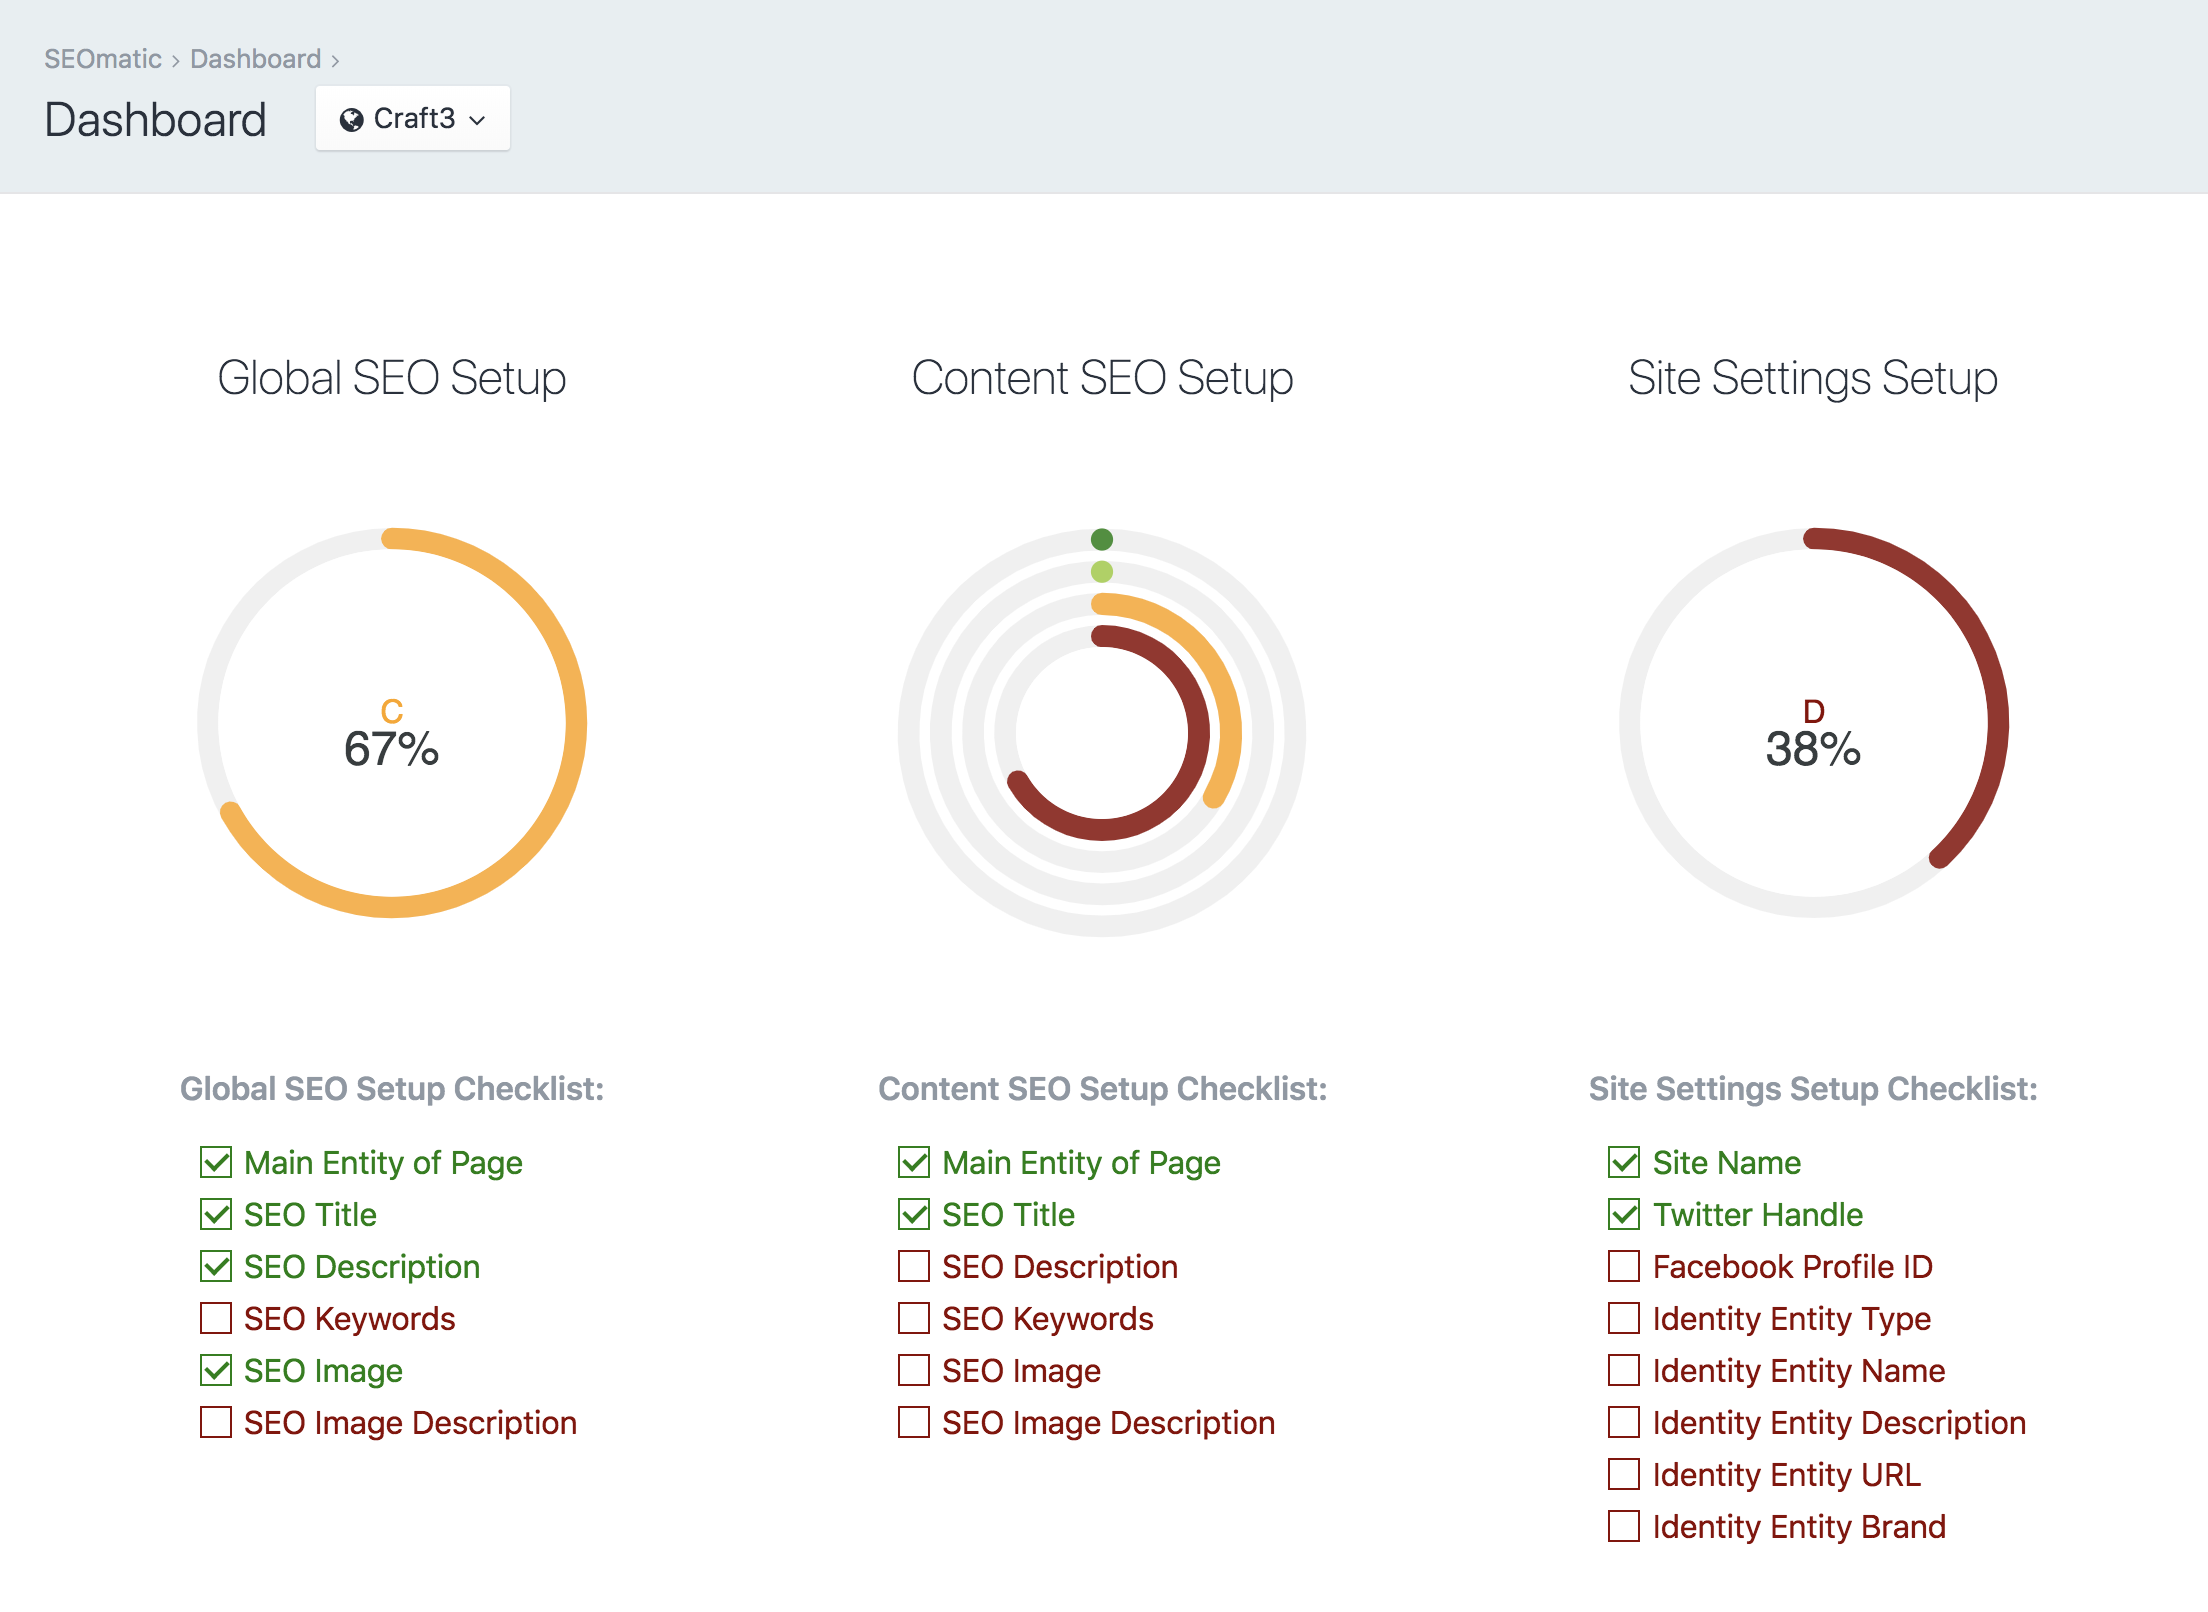 SEOmatic › Dashboard ›
Dashboard
Craft3
Global SEO Setup
C
67%
Content SEO Setup
Site Settings Setup
D
38%
Global SEO Setup Checklist:
Main Entity of Page
SEO Title
SEO Description
SEO Keywords
SEO Image
SEO Image Description
Content SEO Setup Checklist:
Main Entity of Page
SEO Title
SEO Description
SEO Keywords
SEO Image
SEO Image Description
Site Settings Setup Checklist:
Site Name
Twitter Handle
Facebook Profile ID
Identity Entity Type
Identity Entity Name
Identity Entity Description
Identity Entity URL
Identity Entity Brand